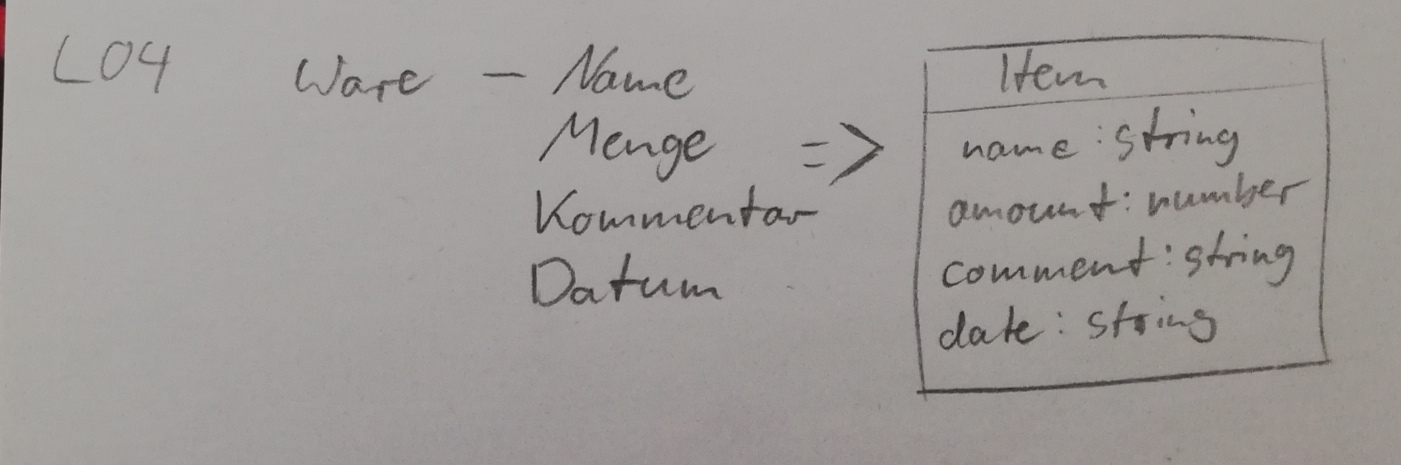 L04 Ware - Name
Menge =>
Kommentar
Datum
Item
name: string
amount: number
comment: string
date: string